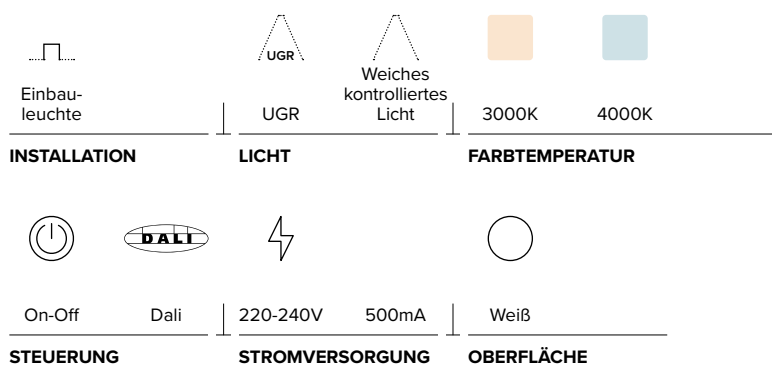 UGR
Einbau-
leuchte
UGR
Weiches
kontrolliertes
Licht
3000K
4000K
INSTALLATION
LICHT
FARBTEMPERATUR
DALI
On-Off
Dali
220-240V
500mA
Weiß
STEUERUNG
STROMVERSORGUNG
OBERFLÄCHE